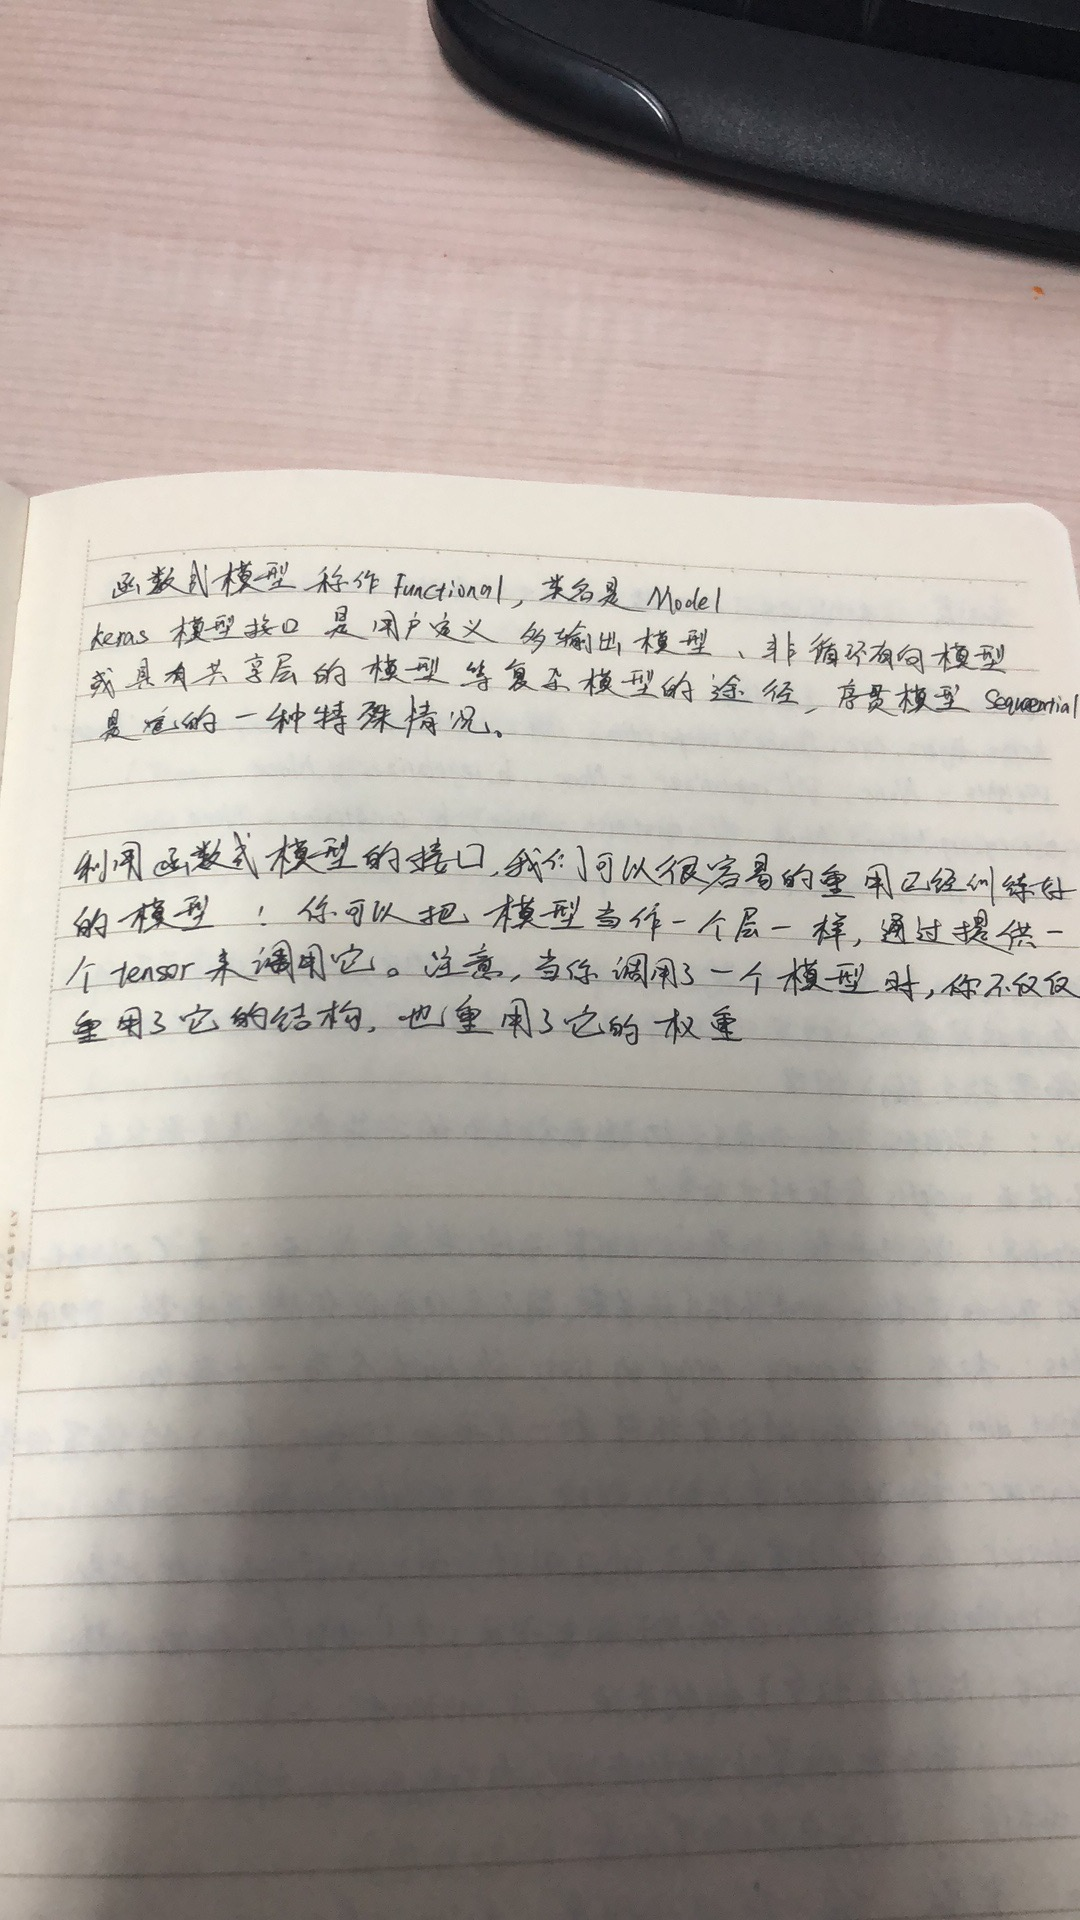 函数式模型 称作 Functional, 类名是 Model
keras 模型接口 是用户定义 多输出模型、非循环有向模型
或具有共享层的模型等复杂模型的途径, 序贯模型 Sequential
是它的一种特殊情况。
利用函数式模型的接口,我们可以很容易的重用已经训练好
的模型 ! 你可以把 模型当作一个层一样, 通过提供一
个 tensor 来调用它。注意, 当你调用了一个模型时, 你不仅仅
重用了它的结构, 也重用了它的权重